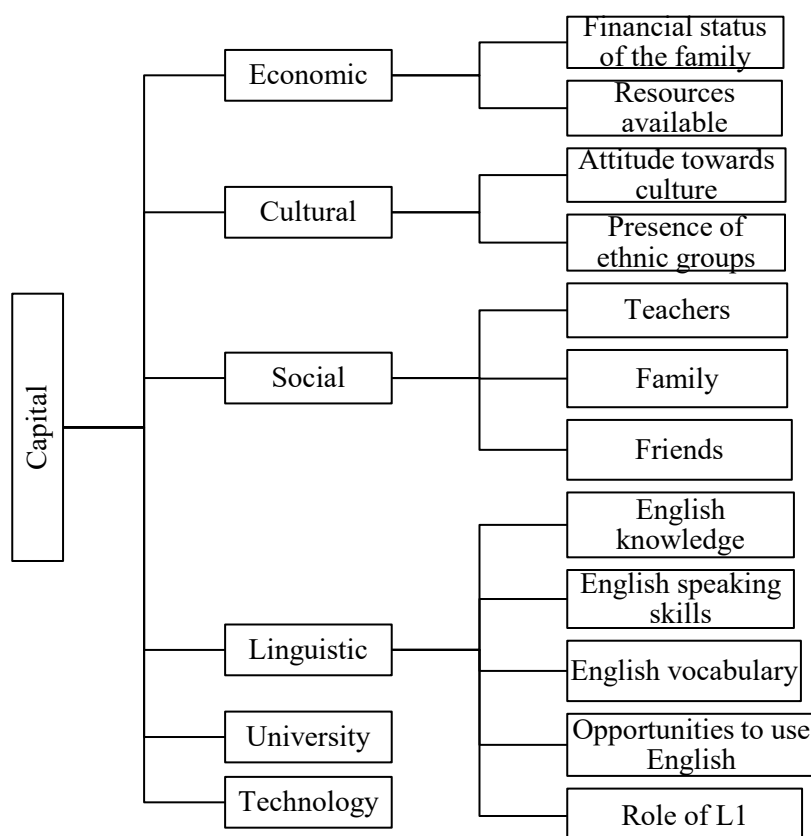 Capital
Economic
Financial status
of the family
Resources
available
Cultural
Attitude towards
culture
Presence of
ethnic groups
Social
Teachers
Family
Friends
Linguistic
English
knowledge
English speaking
skills
English vocabulary
Opportunities to use
English
Role of L1
University
Technology